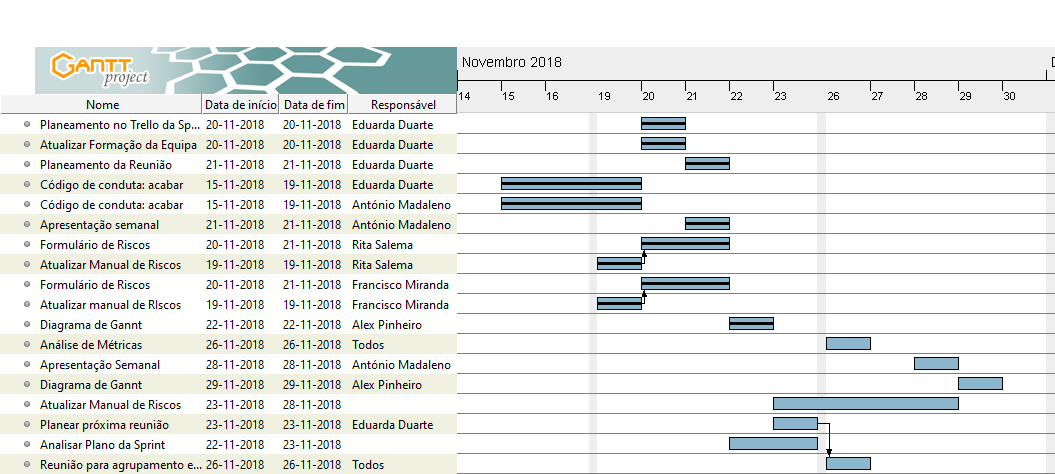 GANTT project
Novembro 2018
D
14 15 16 19 20 21 22 23 26 27 28 29 30
Nome Data de início Data de fim Responsável
Planeamento no Trello da Sp... 20-11-2018 20-11-2018 Eduarda Duarte
Atualizar Formação da Equipa 20-11-2018 20-11-2018 Eduarda Duarte
Planeamento da Reunião 21-11-2018 21-11-2018 Eduarda Duarte
Código de conduta: acabar 15-11-2018 19-11-2018 Eduarda Duarte
Código de conduta: acabar 15-11-2018 19-11-2018 António Madaleno
Apresentação semanal 21-11-2018 21-11-2018 António Madaleno
Formulário de Riscos 20-11-2018 21-11-2018 Rita Salema
Atualizar Manual de Riscos 19-11-2018 19-11-2018 Rita Salema
Formulário de Riscos 20-11-2018 21-11-2018 Francisco Miranda
Atualizar manual de RIscos 19-11-2018 19-11-2018 Francisco Miranda
Diagrama de Gannt 22-11-2018 22-11-2018 Alex Pinheiro
Análise de Métricas 26-11-2018 26-11-2018 Todos
Apresentação Semanal 28-11-2018 28-11-2018 António Madaleno
Diagrama de Gannt 29-11-2018 29-11-2018 Alex Pinheiro
Atualizar Manual de Riscos 23-11-2018 28-11-2018
Planear próxima reunião 23-11-2018 23-11-2018 Eduarda Duarte
Analisar Plano da Sprint 22-11-2018 23-11-2018
Reunião para agrupamento e... 26-11-2018 26-11-2018 Todos